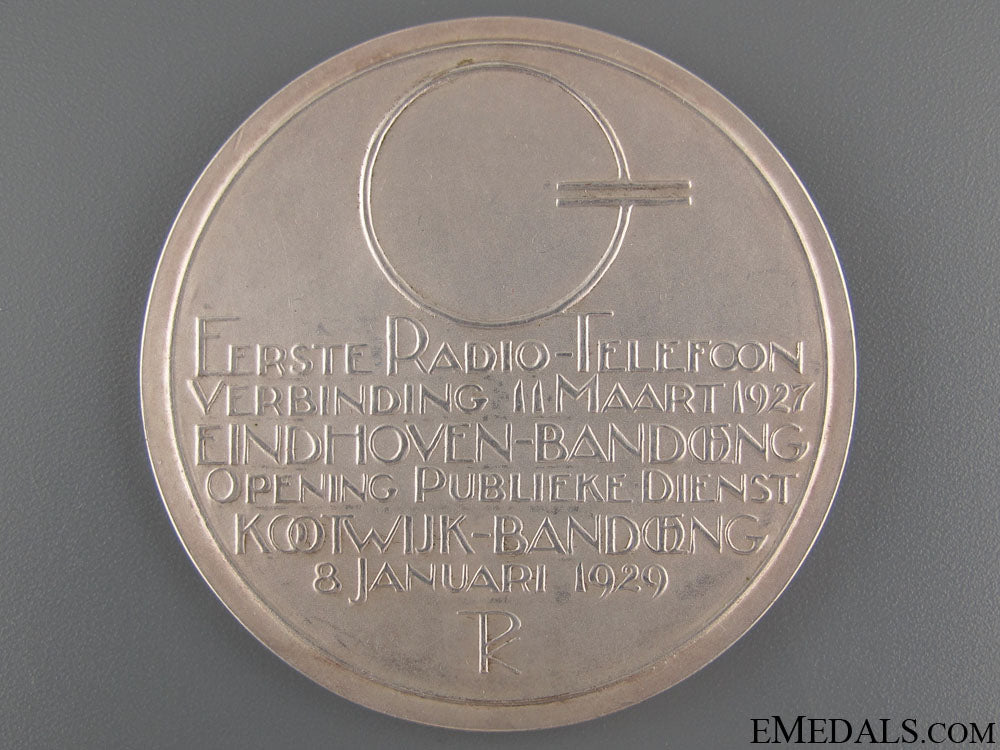 EERSTE RADIO-TELEFOON
VERBINDING 11 MAART 1927
EINDHOVEN-BANDOENG
OPENING PUBLIEKE DIENST
KOOTWIJK-BANDOENG
8 JANUARI 1929
EMEDALS.COM